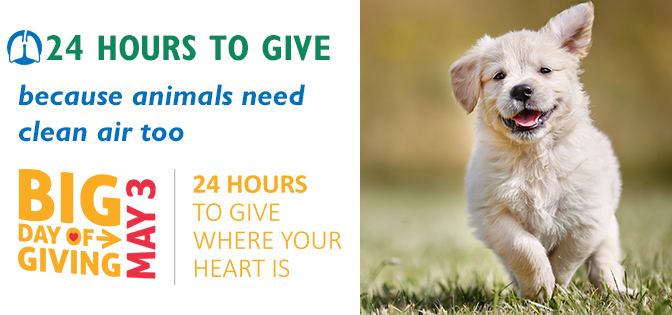 24 HOURS TO GIVE
because animals need
clean air too
BIG
DAY OF
GIVING
MAY 3
24 HOURS
TO GIVE
WHERE YOUR
HEART IS